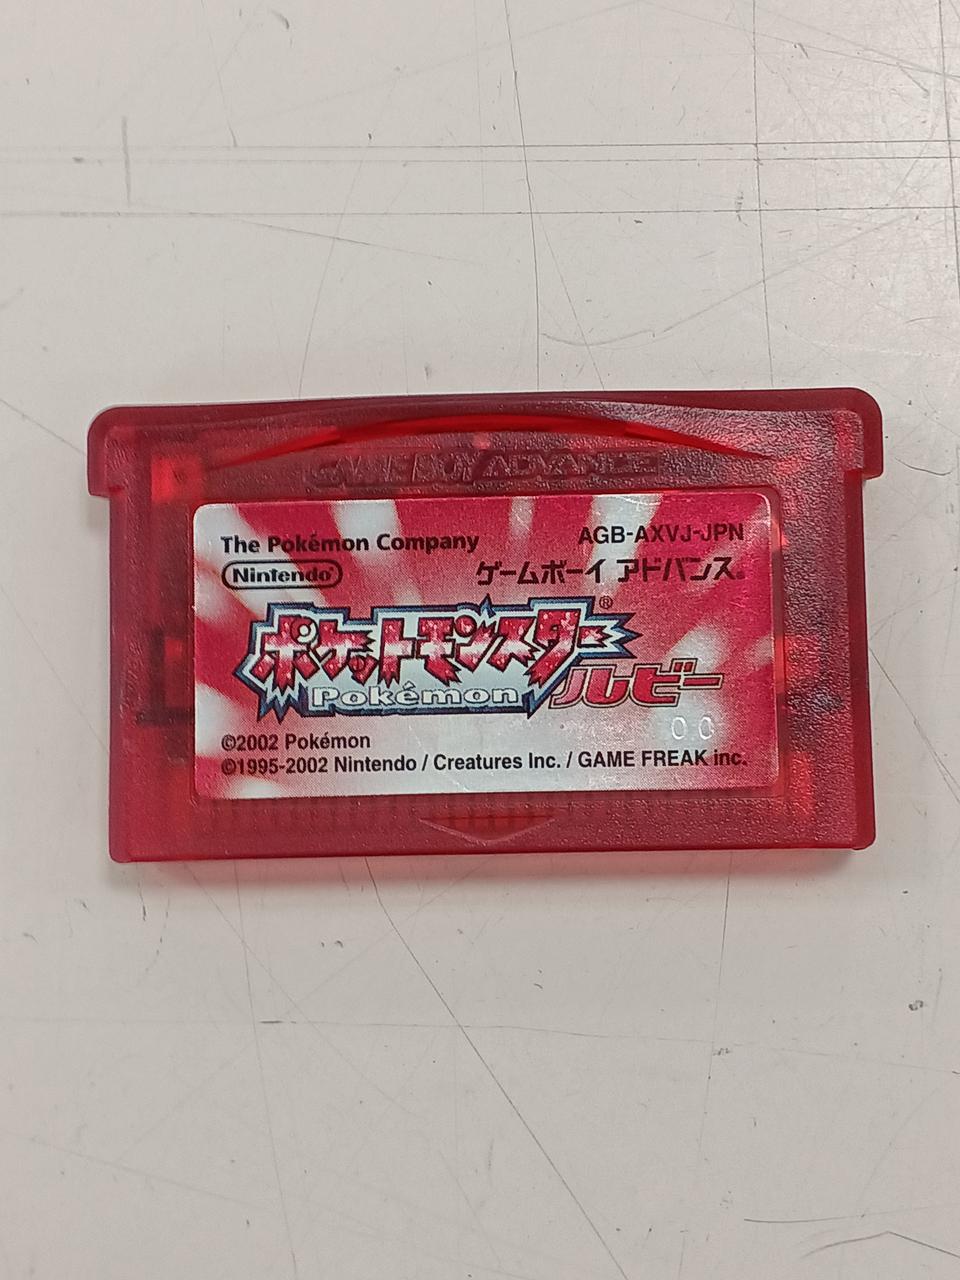 GAME BOY ADVANCE
The Pokémon Company
AGB-AXVJ-JPN
Nintendo®
ゲームボーイ アドバンス®
ポケットモンスター®
Pokémon
ルビー
0 0
©2002 Pokémon
©1995-2002 Nintendo / Creatures Inc. / GAME FREAK inc.